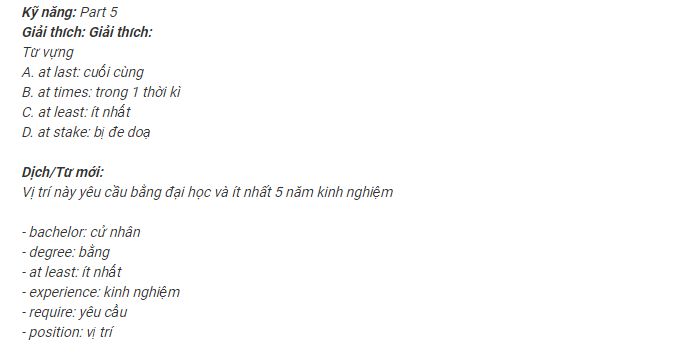 Kỹ năng: Part 5
Giải thích: Giải thích:
Từ vựng
A. at last: cuối cùng
B. at times: trong 1 thời kì
C. at least: ít nhất
D. at stake: bị đe doạ
Dịch/Từ mới:
Vị trí này yêu cầu bằng đại học và ít nhất 5 năm kinh nghiệm
- bachelor: cử nhân
- degree: bằng
- at least: ít nhất
- experience: kinh nghiệm
- require: yêu cầu
- position: vị trí